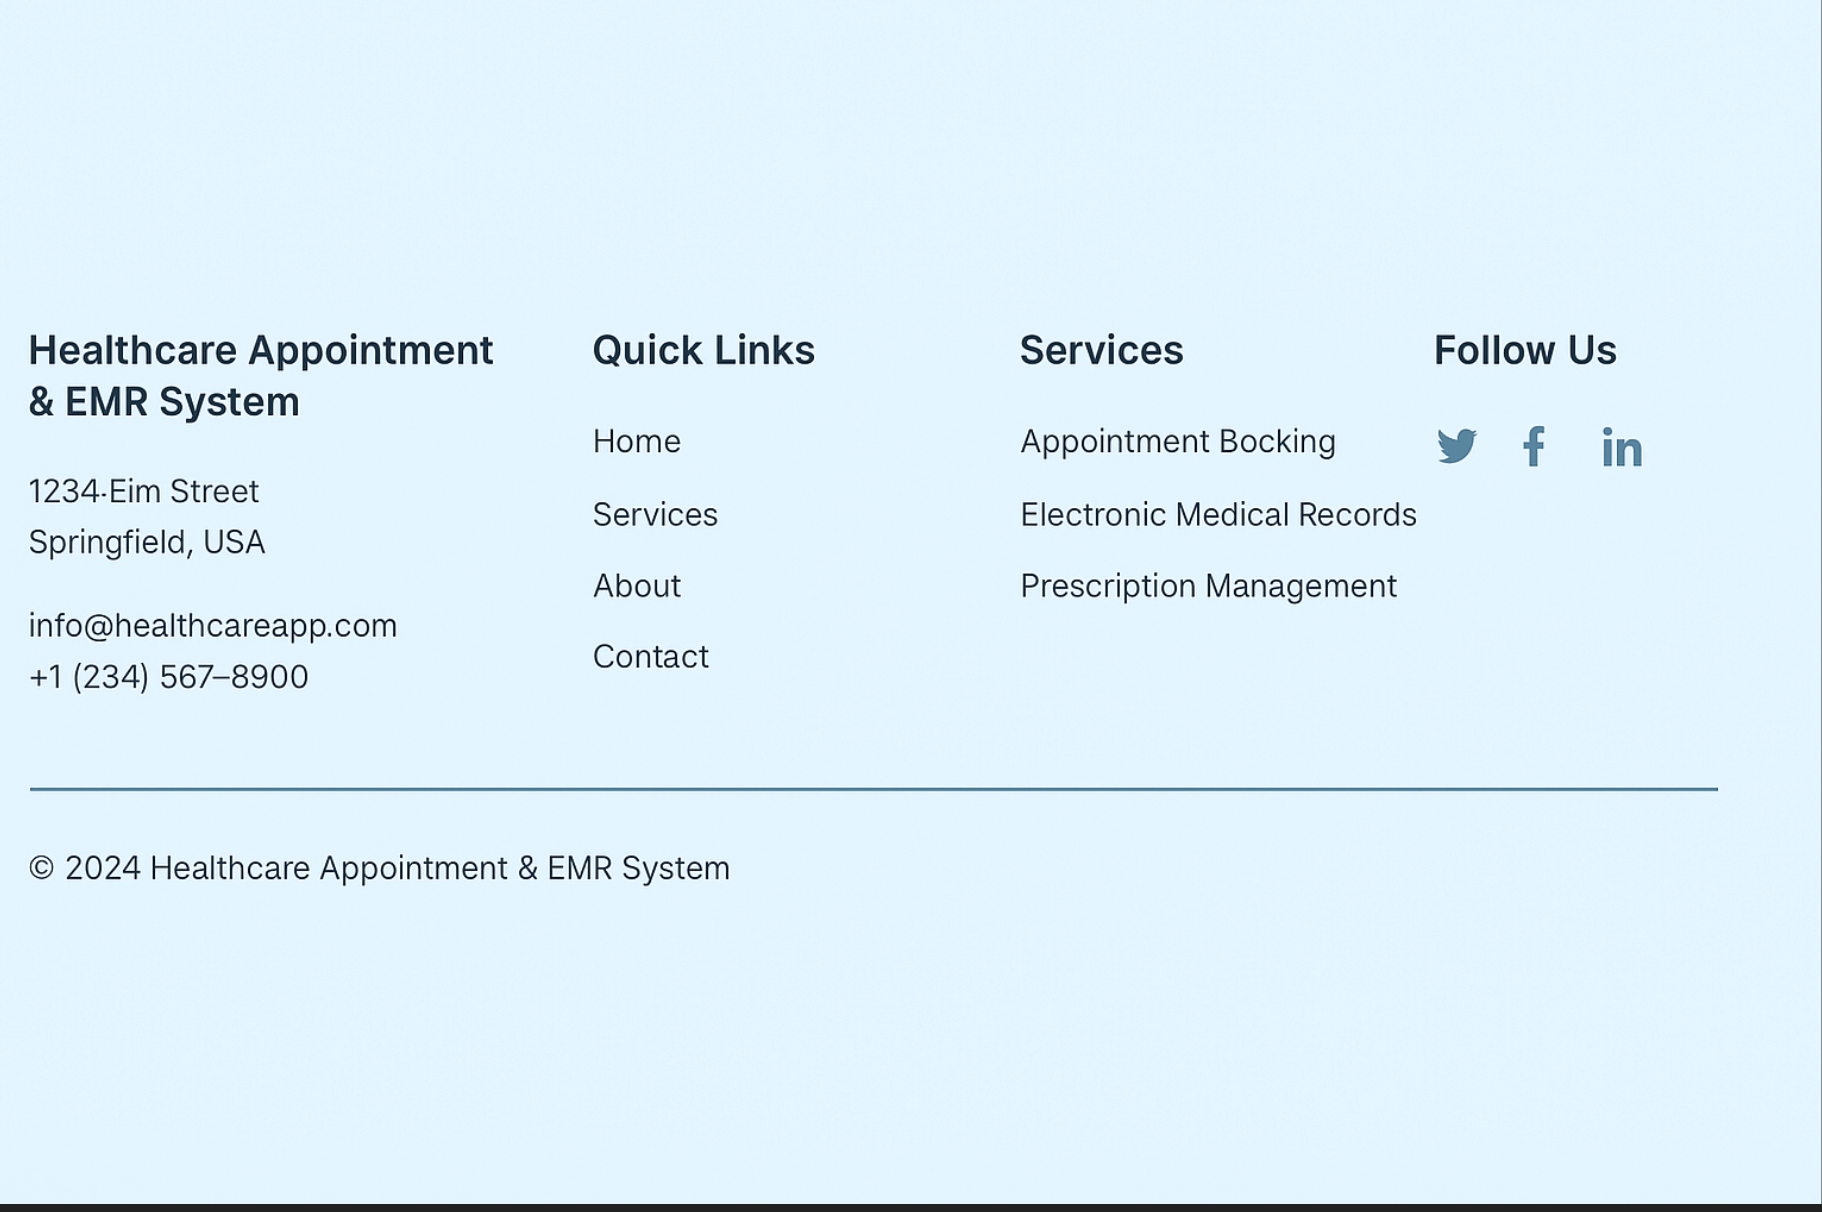 Healthcare Appointment
& EMR System
1234·Eim Street
Springfield, USA
info@healthcareapp.com
+1 (234) 567–8900
Quick Links
Home
Services
About
Contact
Services
Appointment Bocking
Electronic Medical Records
Prescription Management
Follow Us
f
in
© 2024 Healthcare Appointment & EMR System